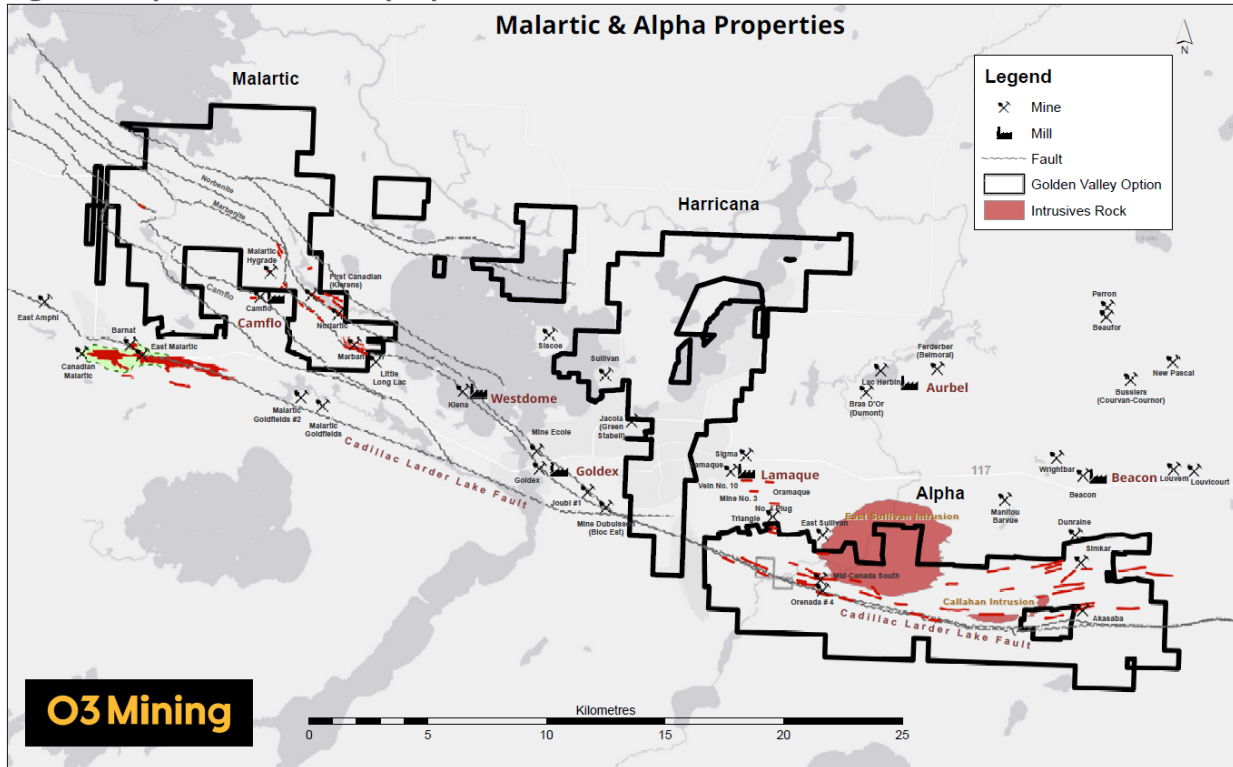 Malartic & Alpha Properties
N
Malartic
Harricana
Legend
Mine
Mill
Fault
Golden Valley Option
Intrusives Rock
Norbenite
Marbenite
Malartic
Hygrade
First Canadian
(Kierens)
Camflo
Camflo
Camflo
Norlartic
Marban
Little
Long Lac
East Amphi
Barnat
East Malartic
Canadian
Malartic
Malartic
Goldfields #2
Malartic
Goldfields
Siscoe
Sullivan
Kiena
Westdome
Jacola
(Green
Stabell)
Mine Ecole
Goldex
Goldex
Joubi #1
Mine Dubuisson
(Bloc Est)
Cadillac Larder Lake Fault
Perron
Beaufor
Ferderber
(Belmoral)
Lac Herbin
Aurbel
Bras D'Or
(Dumont)
New Pascal
Bussiers
(Courvan-Cournor)
Sigma
Lamaque
Lamaque
Vein No. 10
Oramaque
Mine No. 3
No. 4 Plug
Triangle
East Sullivan
117
Wrightbar
Beacon
Beacon
Louvem
Louvicourt
Alpha
Manitou
Barvue
East Sullivan Intrusion
Dunraine
Simkar
Mid-Canada South
Orenada # 4
Callahan Intrusion
Akasaba
Cadillac Larder Lake Fault
O3 Mining
Kilometres
0 5 10 15 20 25